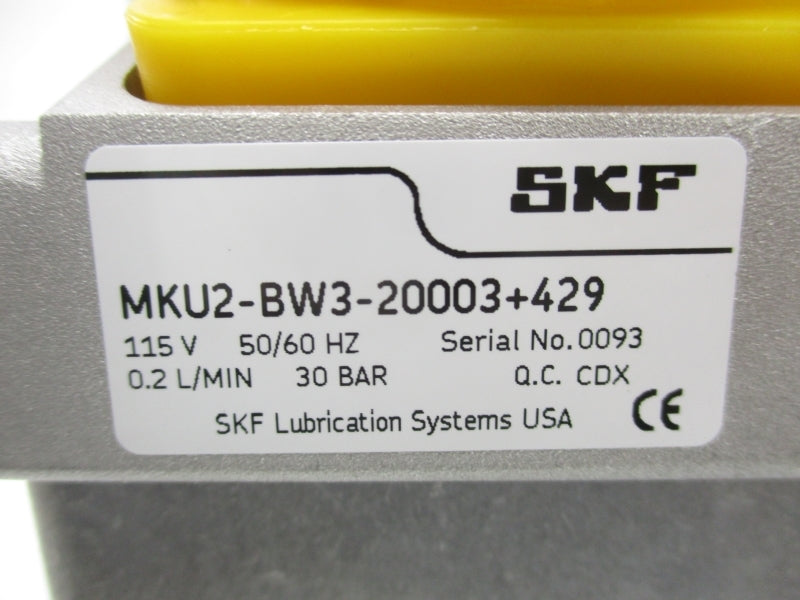 SKF
MKU2-BW3-20003+429
115 V 50/60 HZ Serial No. 0093
0.2 L/MIN 30 BAR Q.C. CDX
SKF Lubrication Systems USA CE